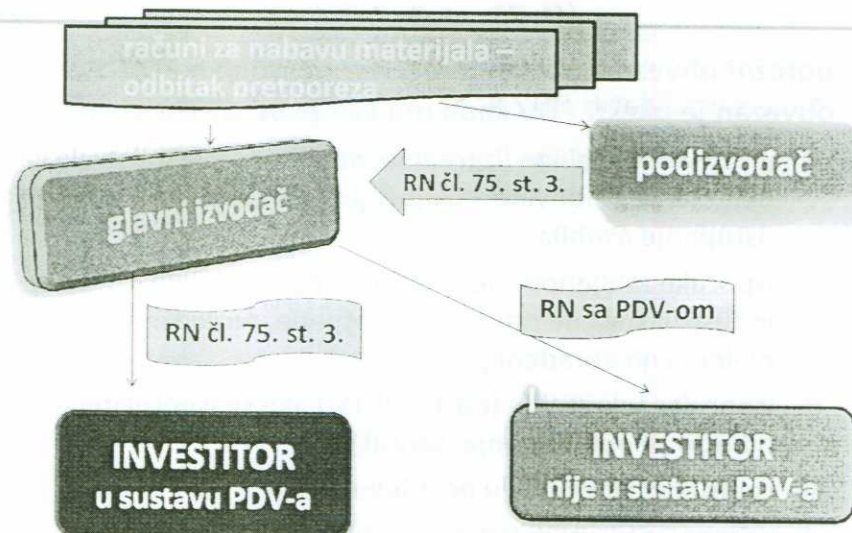 računi za nabavu materijala –
odbitak pretporeza
podizvođač
RN čl. 75. st. 3.
glavni izvođač
RN čl. 75. st. 3.
RN sa PDV-om
INVESTITOR
u sustavu PDV-a
INVESTITOR
nije u sustavu PDV-a